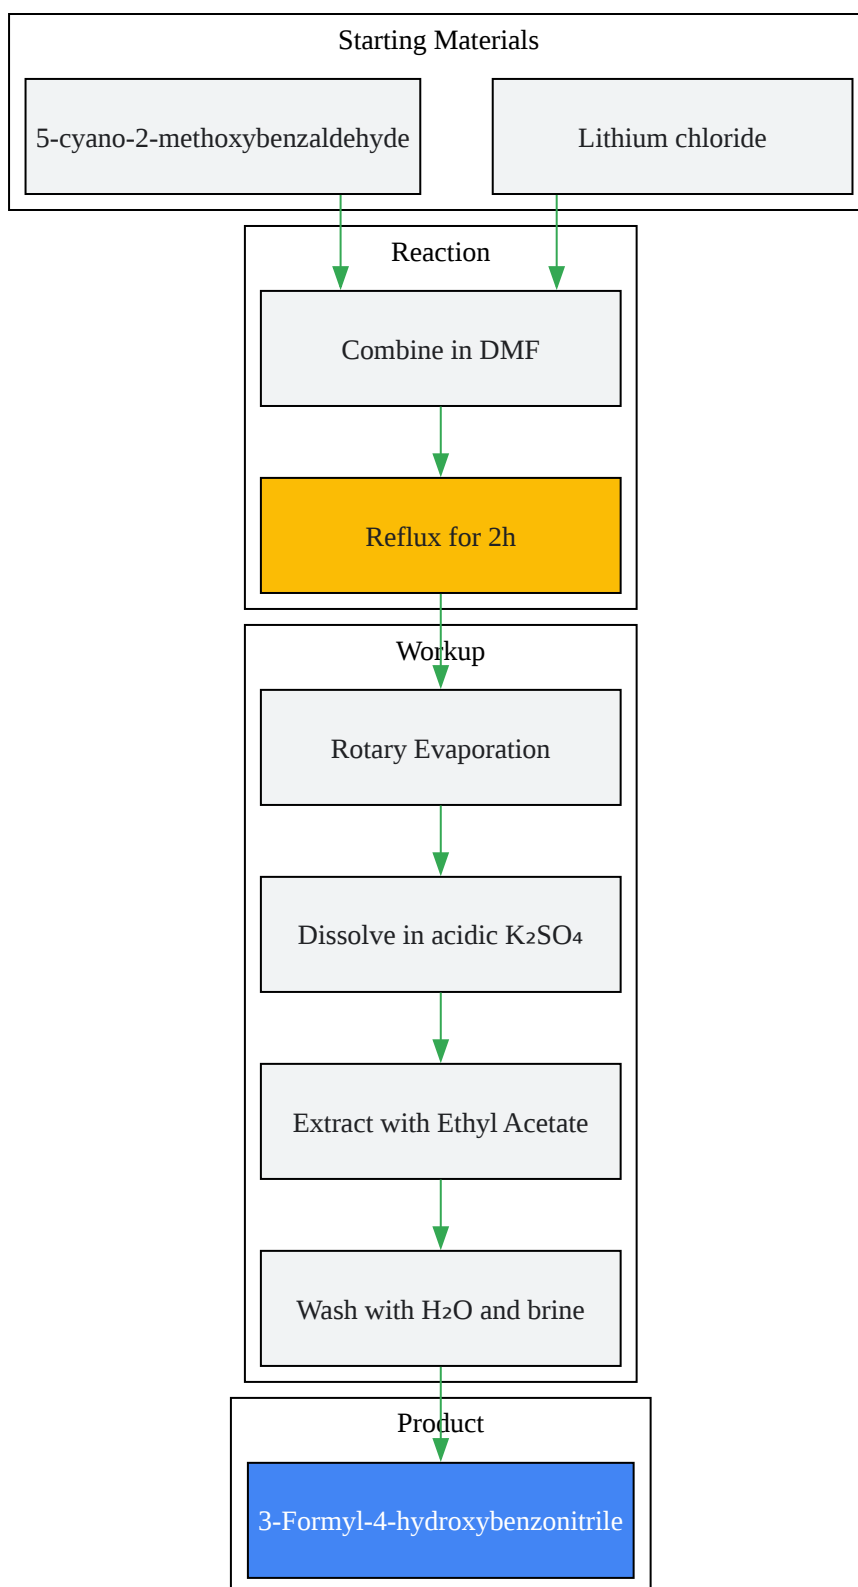 Starting Materials
5-cyano-2-methoxybenzaldehyde
Lithium chloride
Reaction
Combine in DMF
Reflux for 2h
Workup
Rotary Evaporation
Dissolve in acidic K₂SO₄
Extract with Ethyl Acetate
Wash with H₂O and brine
Product
3-Formyl-4-hydroxybenzonitrile